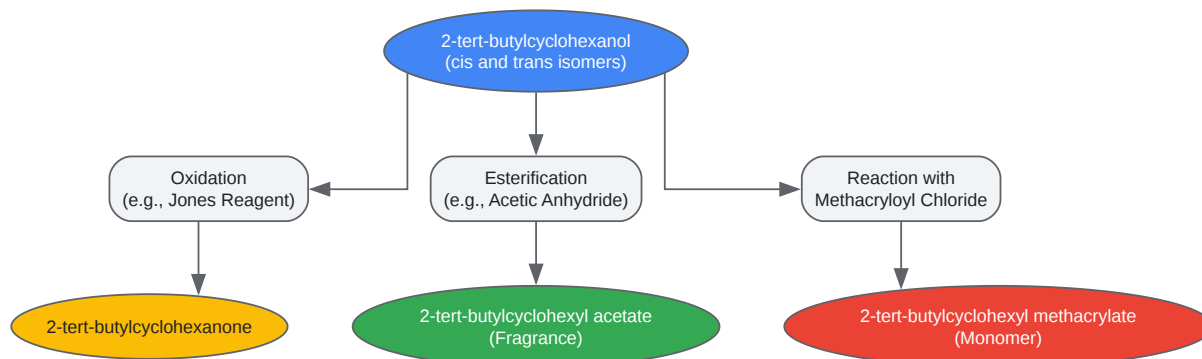 2-tert-butylcyclohexanol
(cis and trans isomers)
Oxidation
(e.g., Jones Reagent)
Esterification
(e.g., Acetic Anhydride)
Reaction with
Methacryloyl Chloride
2-tert-butylcyclohexanone
2-tert-butylcyclohexyl acetate
(Fragrance)
2-tert-butylcyclohexyl methacrylate
(Monomer)